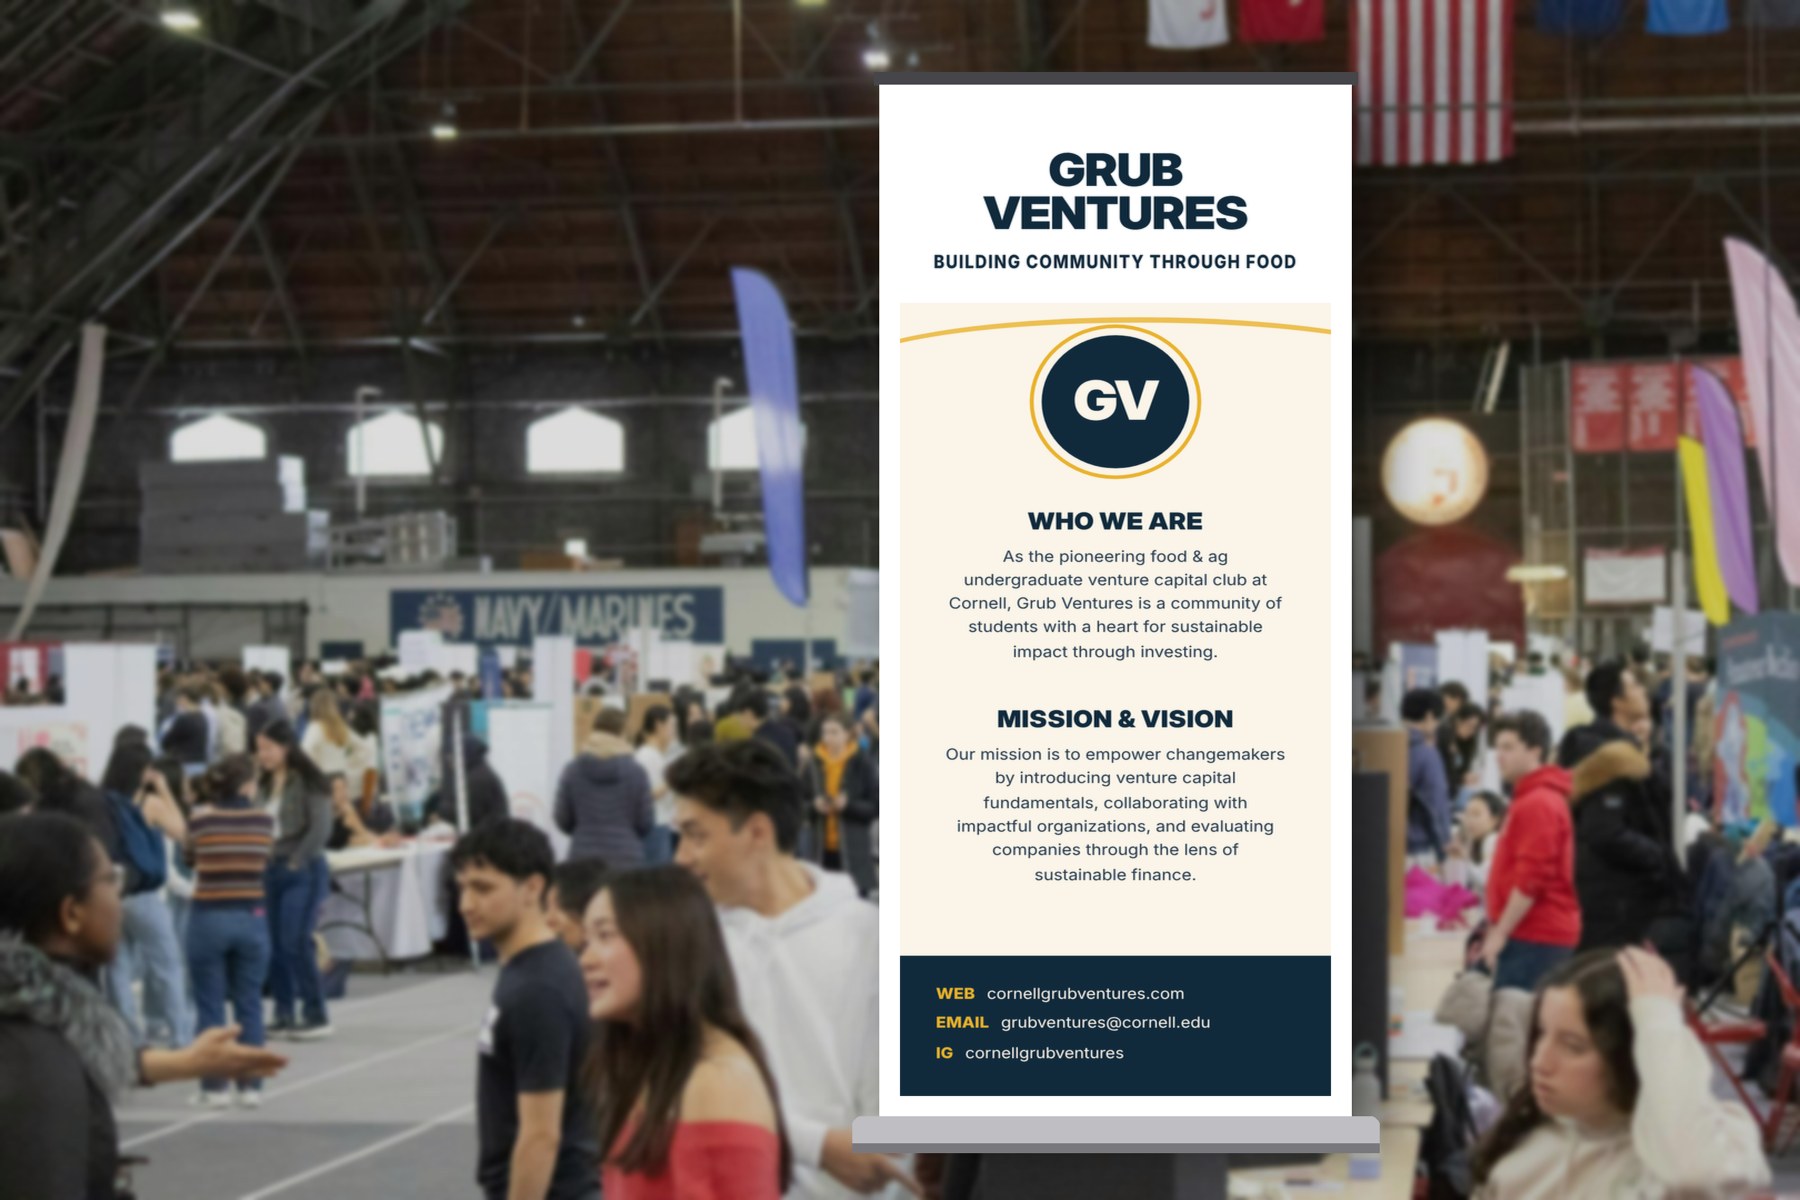 GRUB
VENTURES
BUILDING COMMUNITY THROUGH FOOD
GV
WHO WE ARE
As the pioneering food & ag
undergraduate venture capital club at
Cornell, Grub Ventures is a community of
students with a heart for sustainable
impact through investing.
MISSION & VISION
Our mission is to empower changemakers
by introducing venture capital
fundamentals, collaborating with
impactful organizations, and evaluating
companies through the lens of
sustainable finance.
WEB cornellgrubventures.com
EMAIL grubventures@cornell.edu
IG cornellgrubventures
NAVY/MARINES